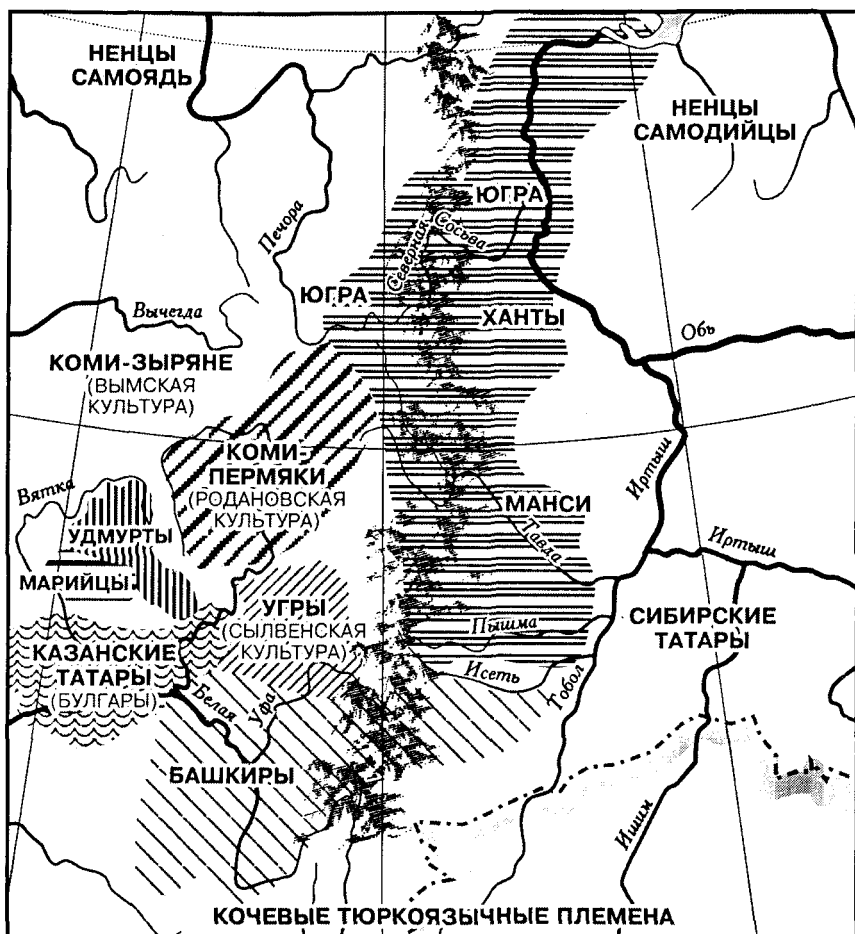 НЕНЦЫ
САМОЯДЬ
НЕНЦЫ
САМОДИЙЦЫ
ЮГРА
Печора
Северная
Сосьва
ЮГРА
Вычегда
ХАНТЫ
Обь
КОМИ-ЗЫРЯНЕ
(ВЫМСКАЯ
КУЛЬТУРА)
КОМИ-
ПЕРМЯКИ
(РОДАНОВСКАЯ
КУЛЬТУРА)
Иртыш
Вятка
МАНСИ
УДМУРТЫ
Тавда
Иртыш
МАРИЙЦЫ
УГРЫ
(СЫЛВЕНСКАЯ
КУЛЬТУРА)
Пышма
СИБИРСКИЕ
ТАТАРЫ
КАЗАНСКИЕ
ТАТАРЫ
(БУЛГАРЫ)
Исеть
Тобол
Белая
Уфа
БАШКИРЫ
Ишим
КОЧЕВЫЕ ТЮРКОЯЗЫЧНЫЕ ПЛЕМЕНА